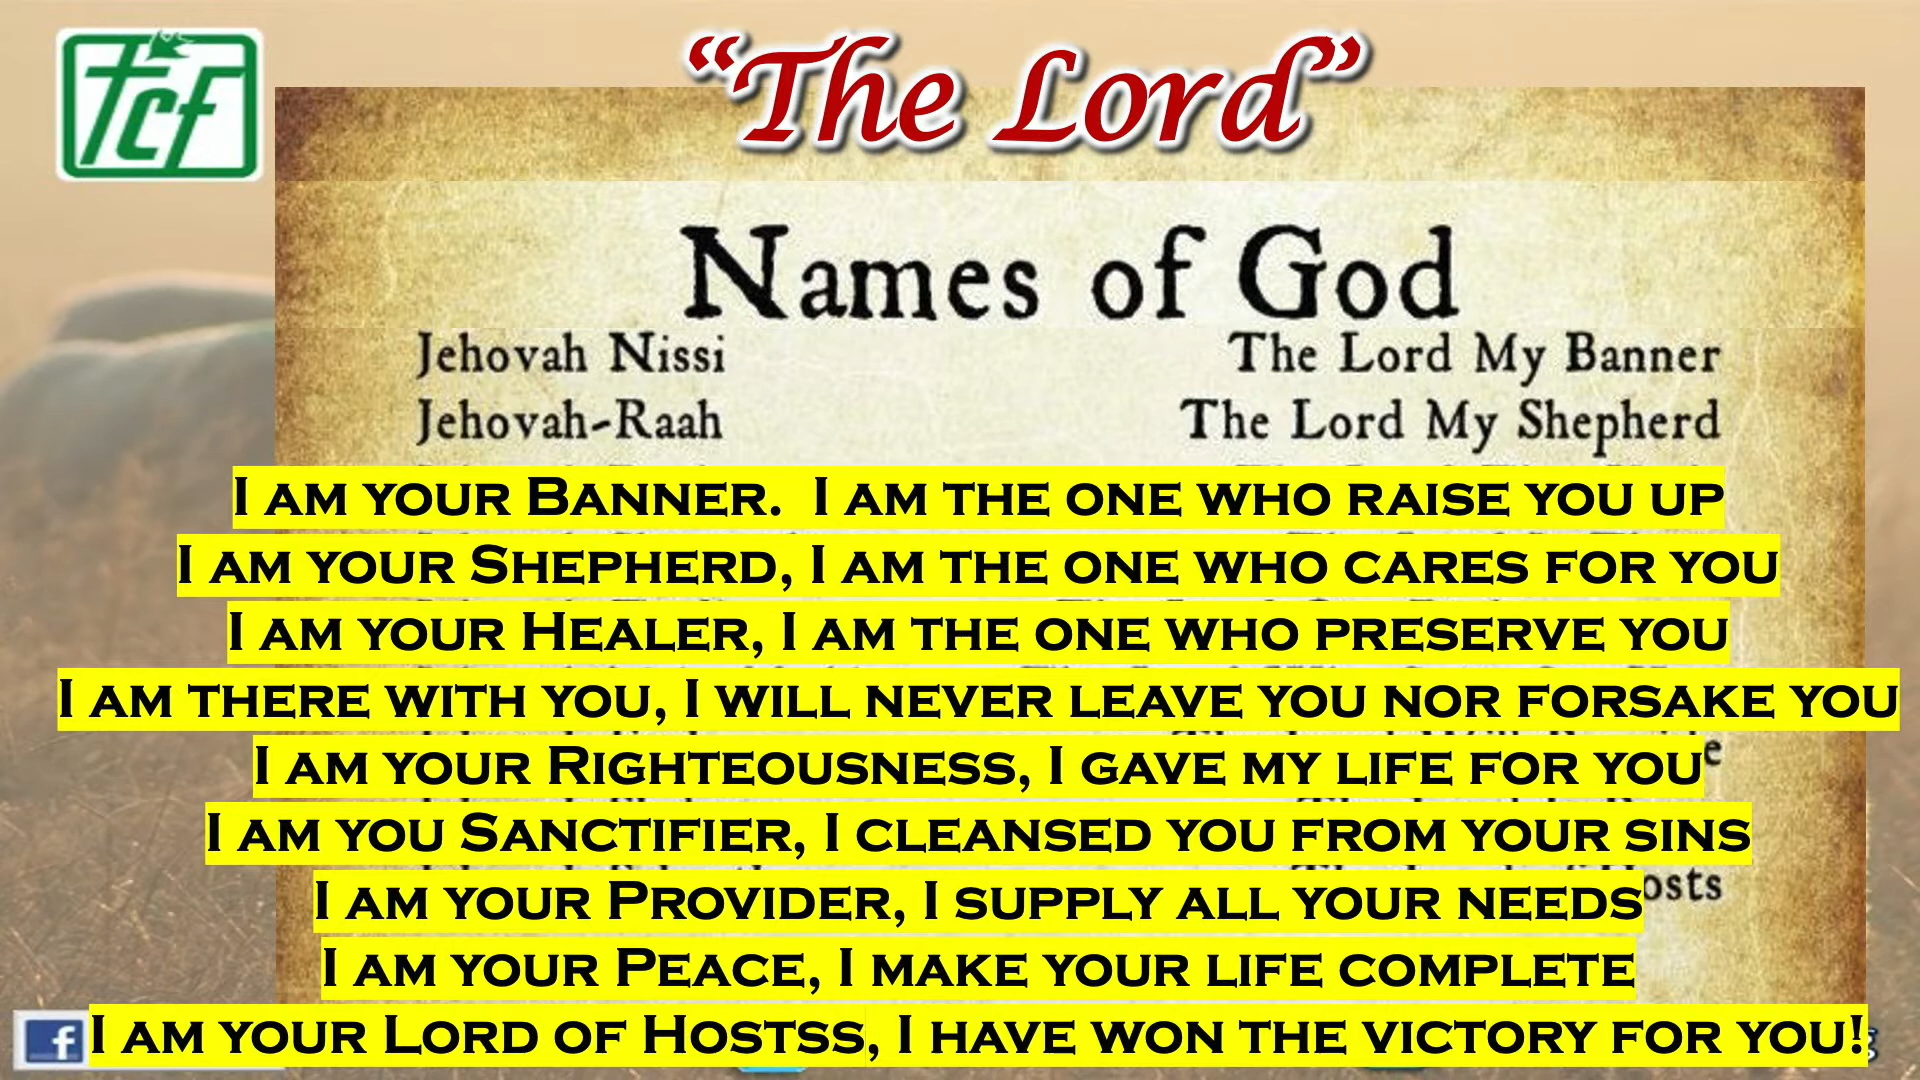 tcf
“The Lord”
Names of God
Jehovah Nissi The Lord My Banner
Jehovah-Raah The Lord My Shepherd
I am your Banner.  I am the one who raise you up
I am your Shepherd, I am the one who cares for you
I am your Healer, I am the one who preserve you
I am there with you, I will never leave you nor forsake you
I am your Righteousness, I gave my life for you
I am you Sanctifier, I cleansed you from your sins
I am your Provider, I supply all your needs
I am your Peace, I make your life complete
f I am your Lord of Hostss, I have won the victory for you!